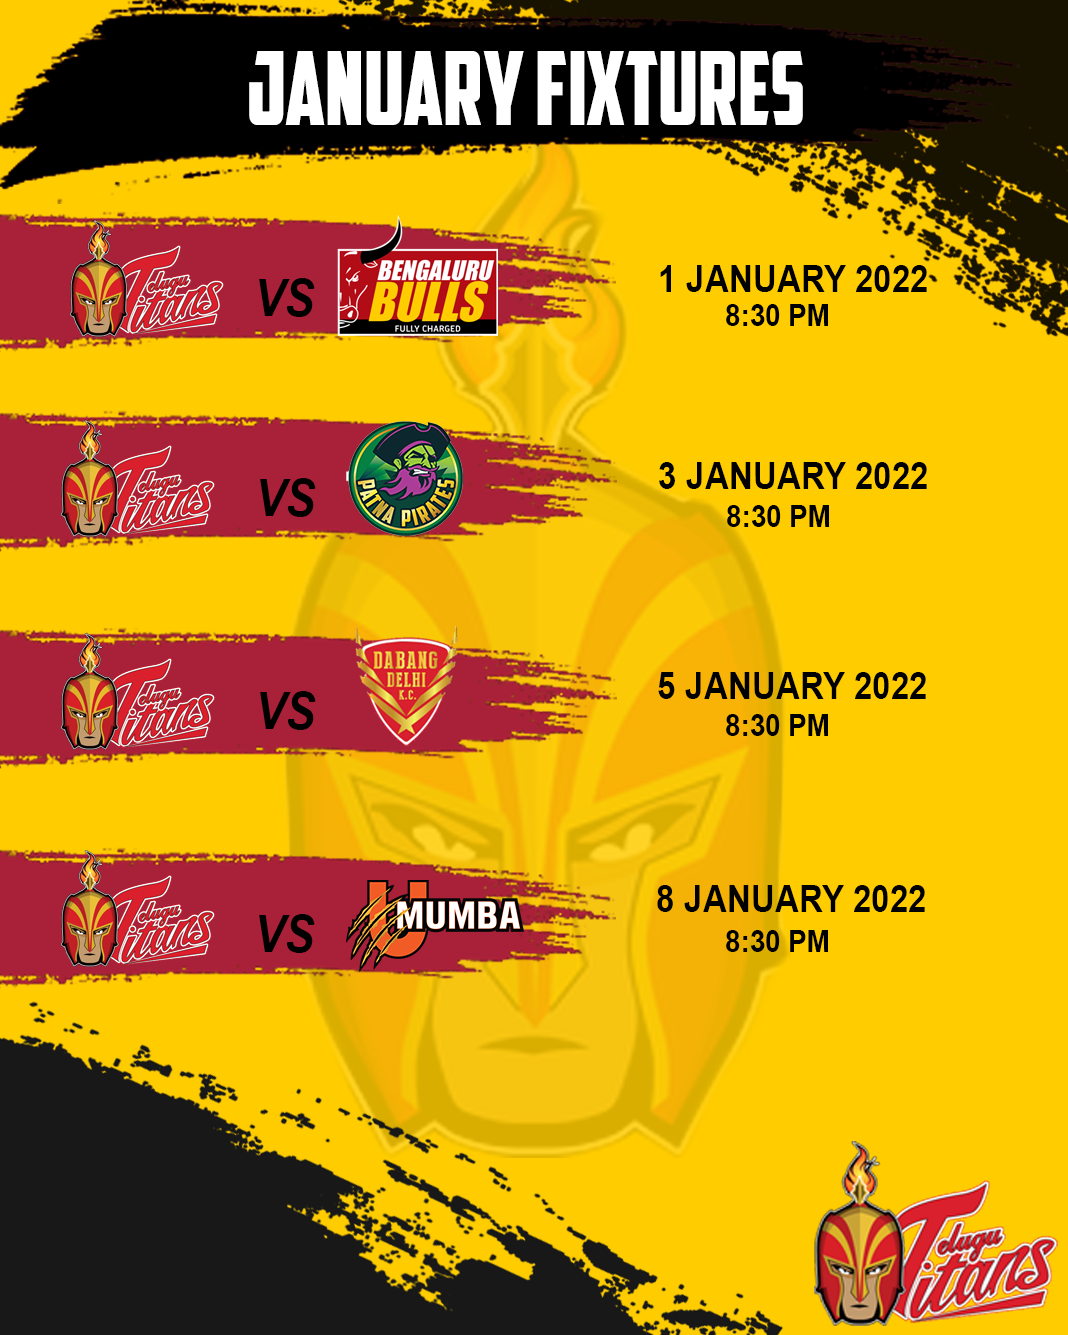 JANUARY FIXTURES
Telugu
Titans
VS
BENGALURU
BULLS
FULLY CHARGED
1 JANUARY 2022
8:30 PM
Telugu
Titans
VS
PATNA PIRATES
3 JANUARY 2022
8:30 PM
Telugu
Titans
VS
DABANG
DELHI
K.C.
5 JANUARY 2022
8:30 PM
Telugu
Titans
VS
U MUMBA
8 JANUARY 2022
8:30 PM
Telugu
Titans